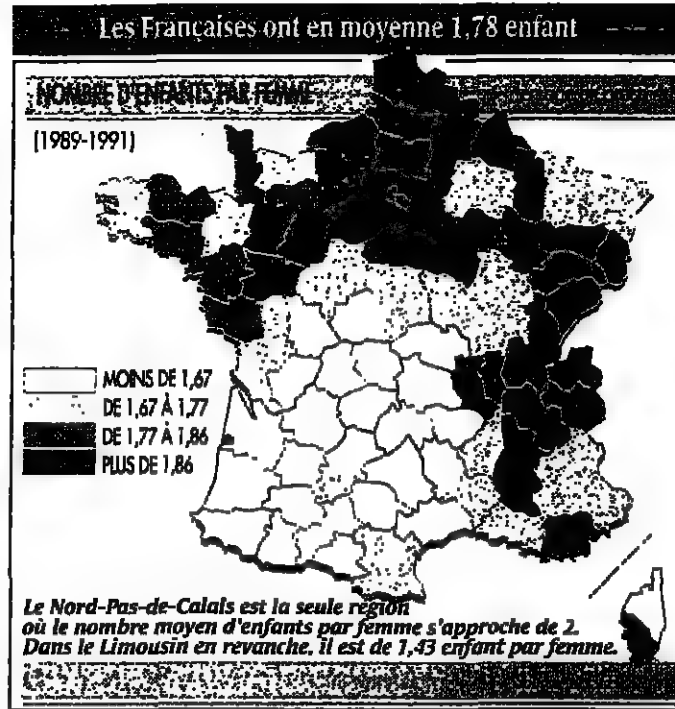 Les Françaises ont en moyenne 1,78 enfant
NOMBRE D'ENFANTS PAR FEMME
(1989-1991)
MOINS DE 1,67
DE 1,67 À 1,77
DE 1,77 À 1,86
PLUS DE 1,86
Le Nord-Pas-de-Calais est la seule région
où le nombre moyen d'enfants par femme s'approche de 2.
Dans le Limousin en revanche, il est de 1,43 enfant par femme.